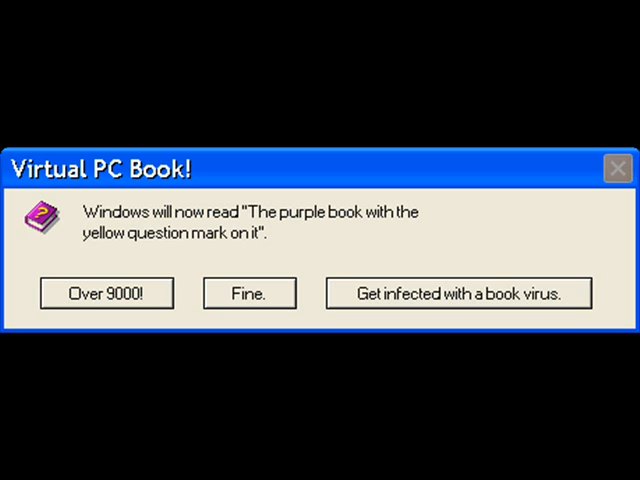 Virtual PC Book!
Windows will now read "The purple book with the
yellow question mark on it".
Over 9000! Fine. Get infected with a book virus.